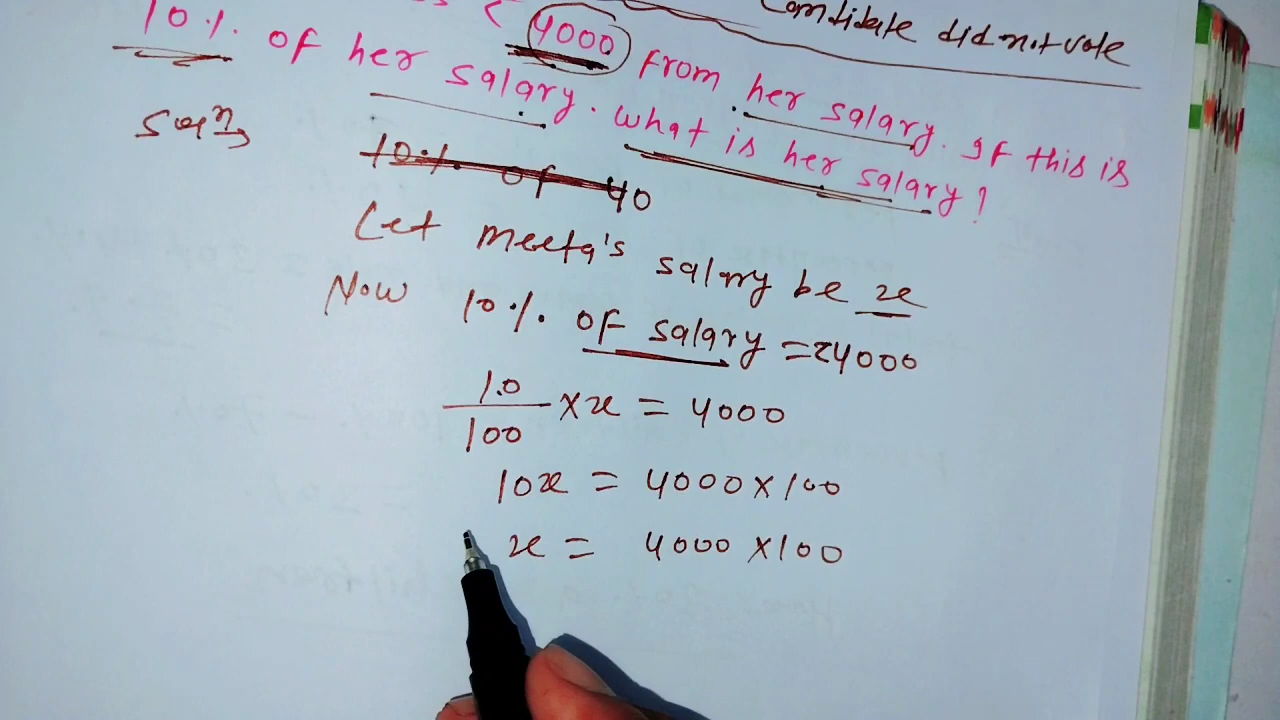 Candidate did not vote
₹ 4000 from her salary. If this is
10% of her salary. What is her salary?
Soln
10% of 40
Let Meeta's salary be x
Now 10% of salary = ₹4000
10/100 × x = 4000
10x = 4000 × 100
x = 4000 × 100